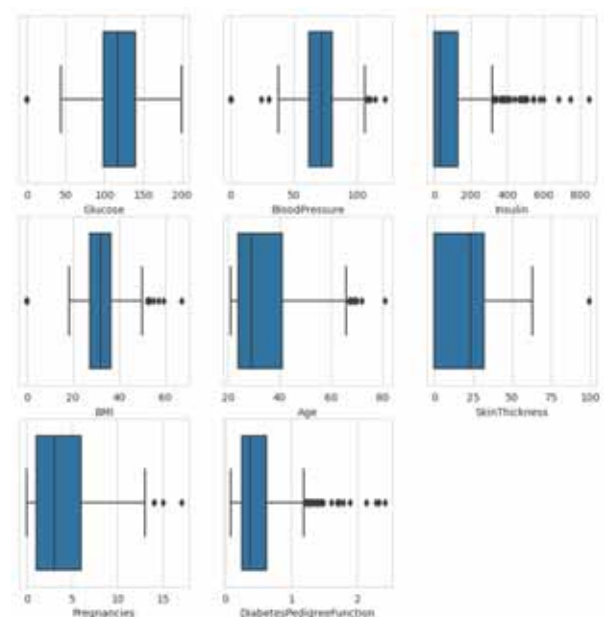 0 50 100 150 200
Glucose
0 50 100
BloodPressure
0 200 400 600 800
Insulin
0 20 40 60
BMI
20 40 60 80
Age
0 25 50 75 100
SkinThickness
0 5 10 15
Pregnancies
0 1 2
DiabetesPedigreeFunction